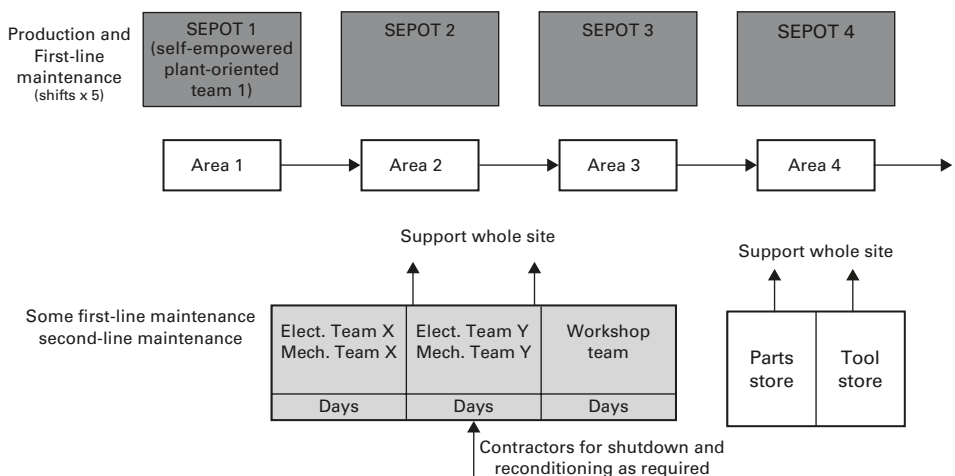 Production and
First-line
maintenance
(shifts x 5)
SEPOT 1
(self-empowered
plant-oriented
team 1)
SEPOT 2
SEPOT 3
SEPOT 4
Area 1
Area 2
Area 3
Area 4
Support whole site
Support whole site
Some first-line maintenance
second-line maintenance
Elect. Team X
Mech. Team X
Elect. Team Y
Mech. Team Y
Workshop
team
Days
Days
Days
Parts
store
Tool
store
Contractors for shutdown and
reconditioning as required